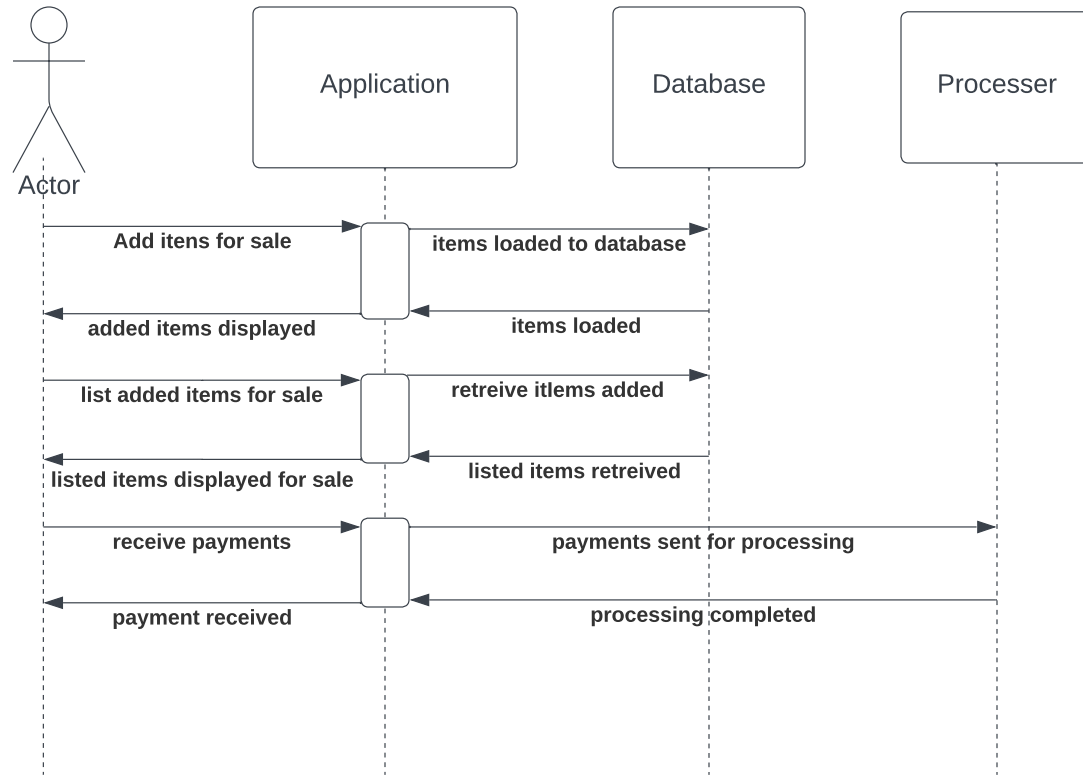 Application
Database
Processer
Actor
Add itens for sale
items loaded to database
added items displayed
items loaded
list added items for sale
retreive itlems added
listed items displayed for sale
listed items retreived
receive payments
payments sent for processing
payment received
processing completed